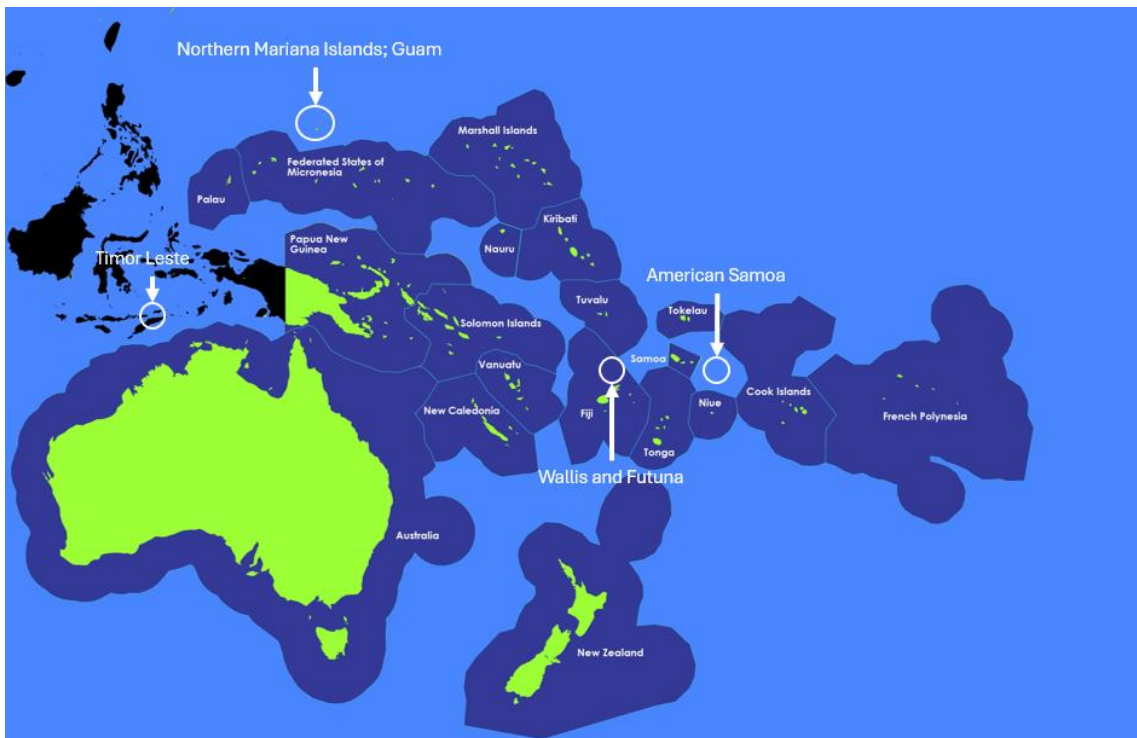 Northern Mariana Islands; Guam
Marshall Islands
Federated States of
Micronesia
Palau
Kiribati
Papua New
Guinea
Nauru
Timor Leste
American Samoa
Tuvalu
Tokelau
Solomon Islands
Samoa
Vanuatu
Cook Islands
Niue
New Caledonia
Fiji
French Polynesia
Tonga
Wallis and Futuna
Australia
New Zealand